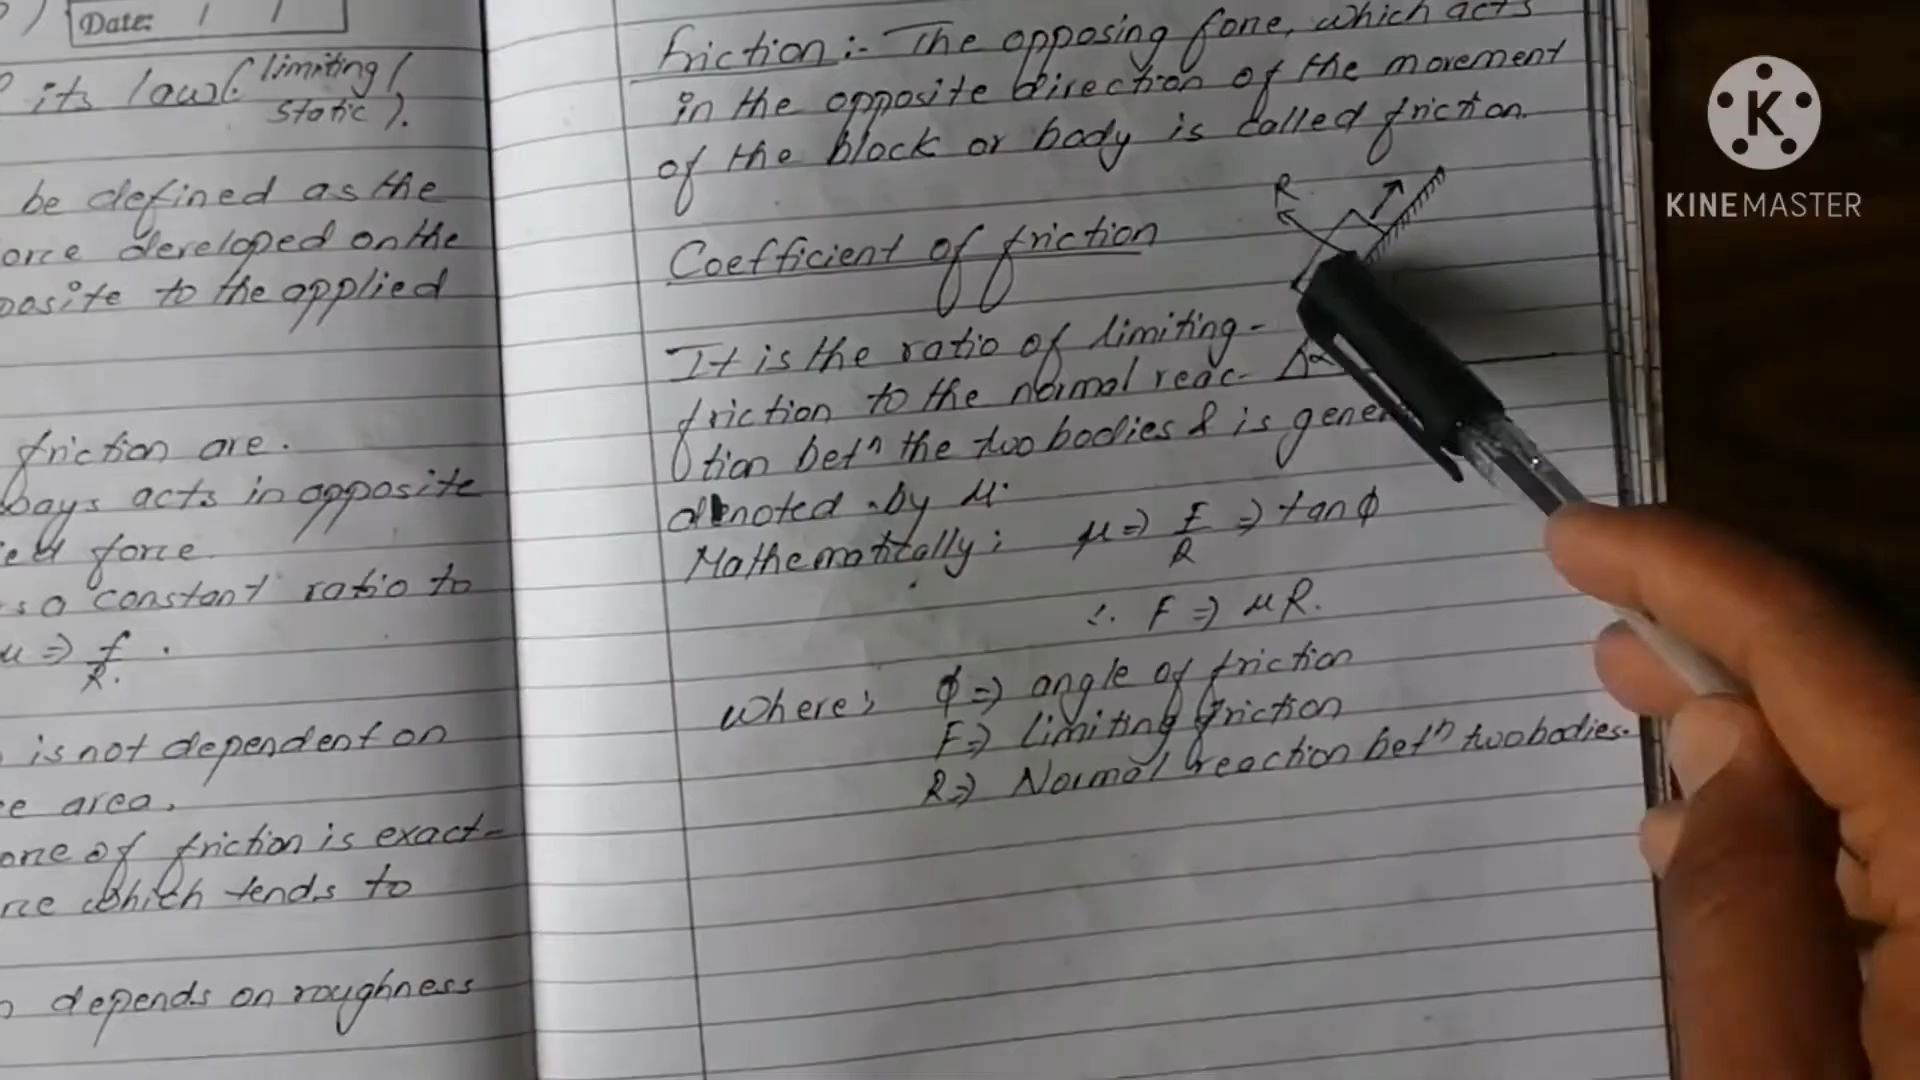 Date: / /
its law (limiting/
static).
be defined as the
orce developed on the
posite to the applied
friction are.
ways acts in opposite
ied force.
s a constant ratio to
μ => f/R.
is not dependent on
e area.
orce of friction is exact-
rce which tends to
depends on roughness
Friction :- The opposing force, which acts
in the opposite direction of the movement
of the block or body is called friction.
R
Coefficient of friction
It is the ratio of limiting-
friction to the normal reac-
α
tion betn the two bodies & is gener
denoted by μ.
Mathematically; μ => F/R => tan ϕ
∴ F => μR.
where; ϕ => angle of friction
F => limiting friction
R => Normal reaction betn two bodies.
K
KINEMASTER